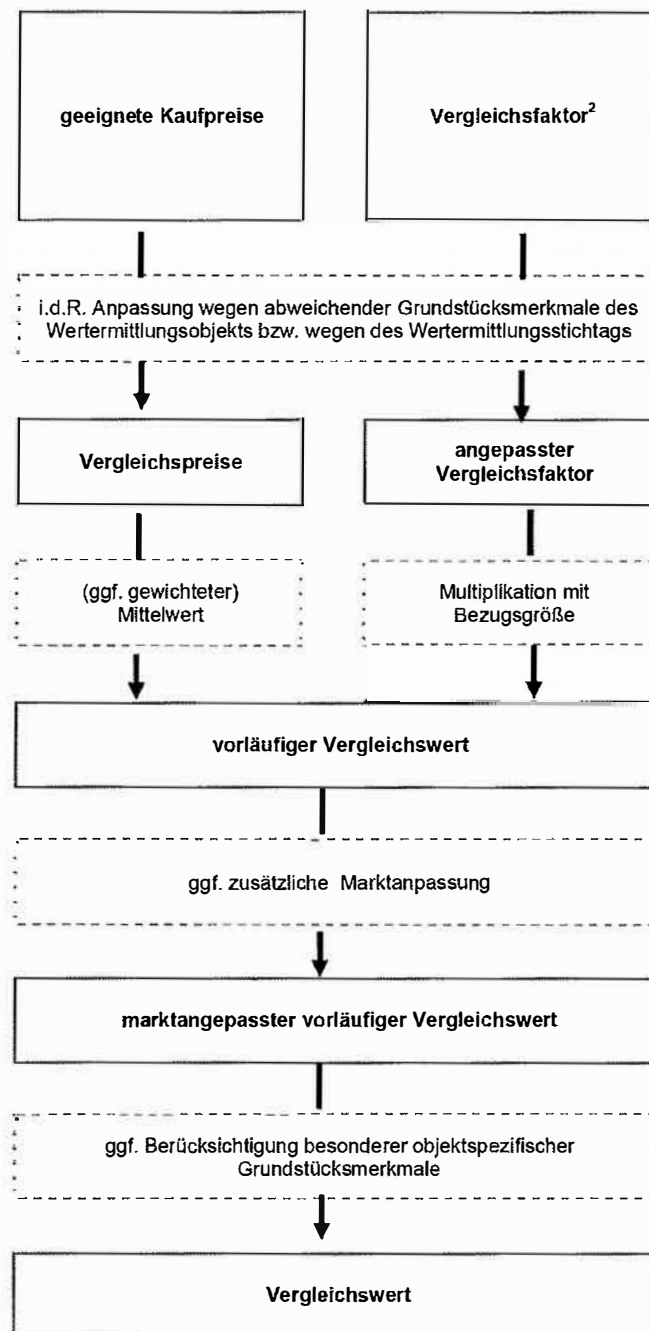 geeignete Kaufpreise
Vergleichsfaktor²
i.d.R. Anpassung wegen abweichender Grundstücksmerkmale des
Wertermittlungsobjekts bzw. wegen des Wertermittlungsstichtags
Vergleichspreise
angepasster
Vergleichsfaktor
(ggf. gewichteter)
Mittelwert
Multiplikation mit
Bezugsgröße
vorläufiger Vergleichswert
ggf. zusätzliche Marktanpassung
marktangepasster vorläufiger Vergleichswert
ggf. Berücksichtigung besonderer objektspezifischer
Grundstücksmerkmale
Vergleichswert